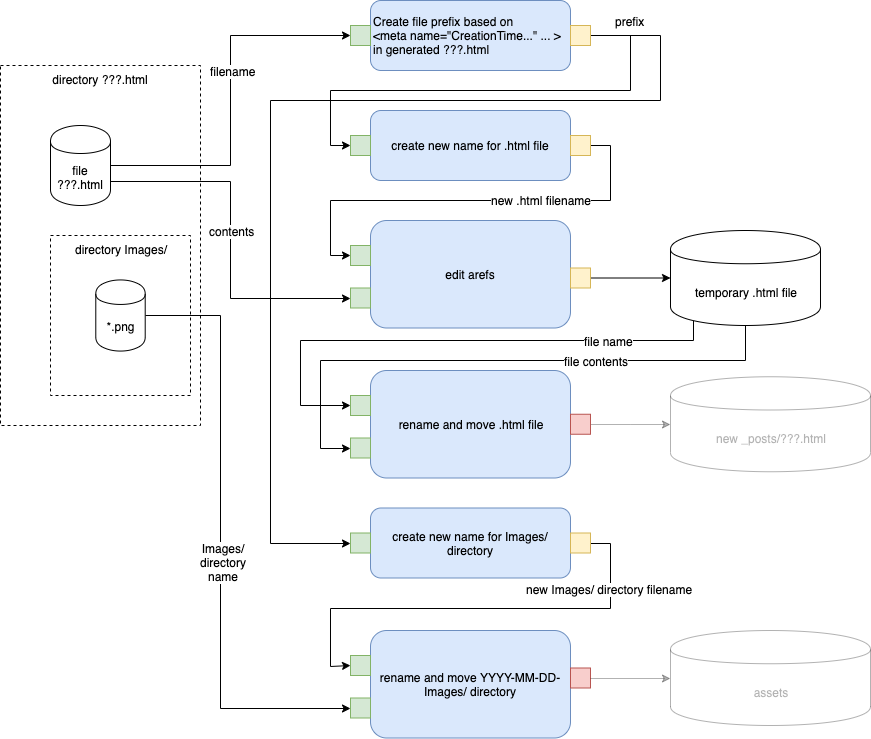 Create file prefix based on
<meta name="CreationTime..." ... >
in generated ???.html
prefix
filename
directory ???.html
file
???.html
create new name for .html file
new .html filename
contents
directory Images/
*.png
edit arefs
temporary .html file
file name
file contents
rename and move .html file
new _posts/???.html
create new name for Images/
directory
Images/
directory
name
new Images/ directory filename
rename and move YYYY-MM-DD-
Images/ directory
assets